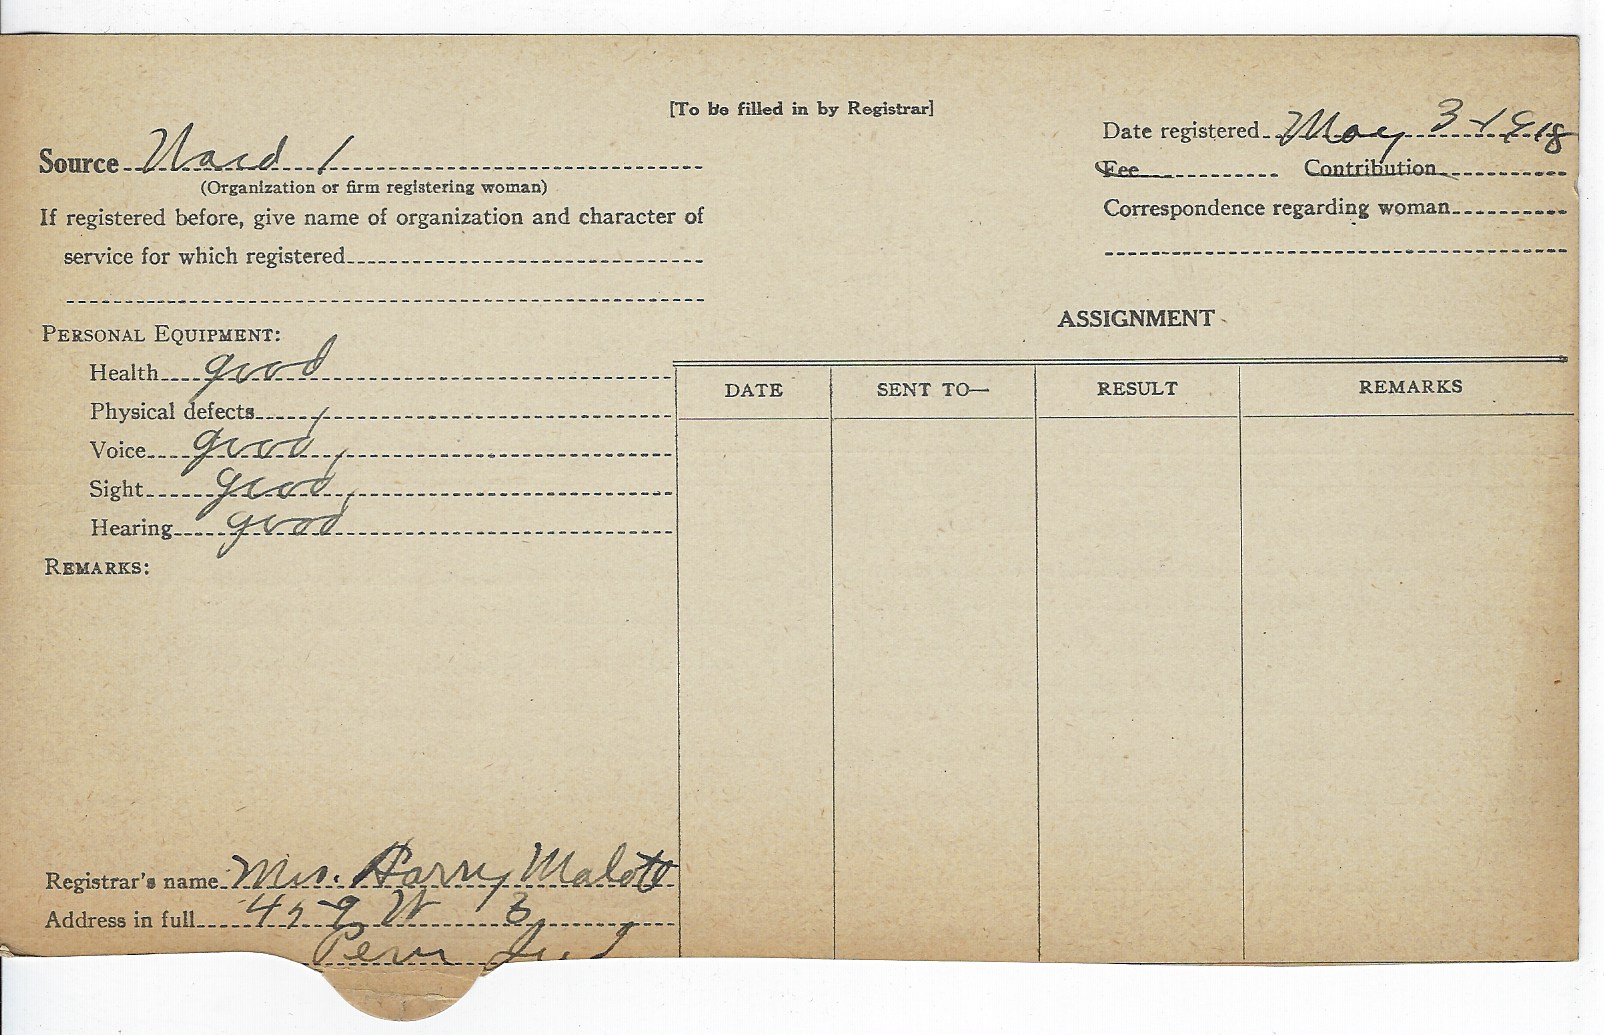 [To be filled in by Registrar]
Date registered May 3-1918
Source Ward 1
Fee Contribution
(Organization or firm registering woman)
Correspondence regarding woman
If registered before, give name of organization and character of
service for which registered
ASSIGNMENT
PERSONAL EQUIPMENT:
Health good
DATE SENT TO— RESULT REMARKS
Physical defects
Voice good
Sight good
Hearing good
REMARKS:
Registrar's name Mrs. Harry Malott
Address in full W 3
Peru Ind